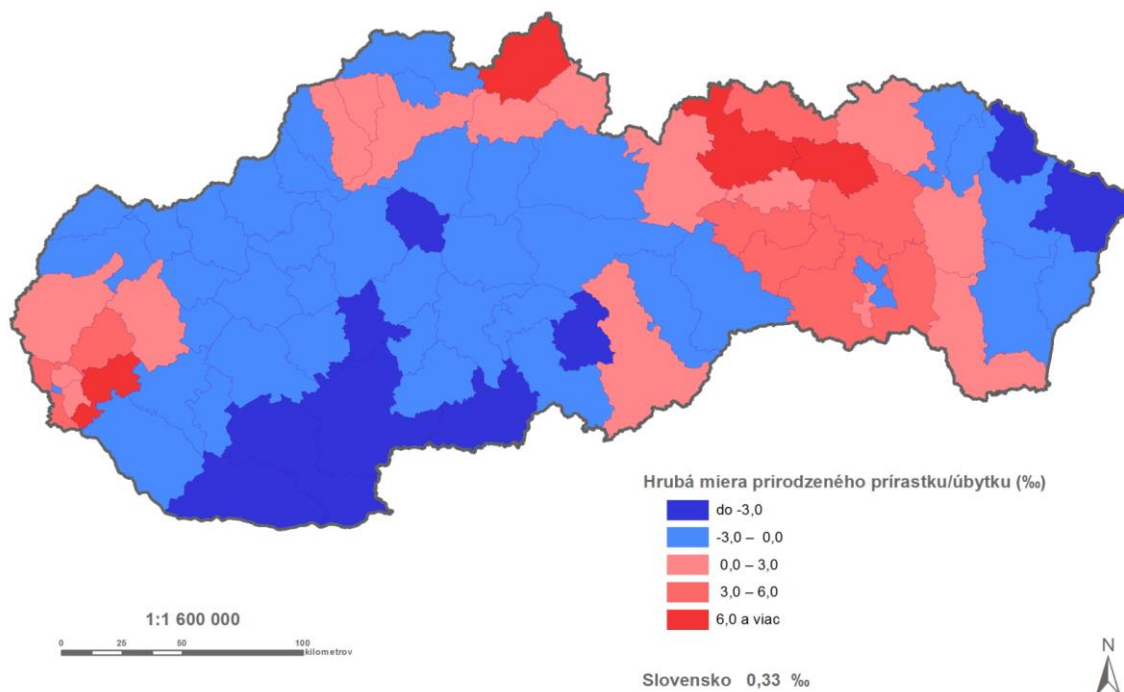 Hrubá miera prirodzeného prírastku/úbytku (‰)
do -3,0
-3,0 – 0,0
0,0 – 3,0
3,0 – 6,0
6,0 a viac
1:1 600 000
0 25 50 100
kilometrov
N
Slovensko 0,33 ‰